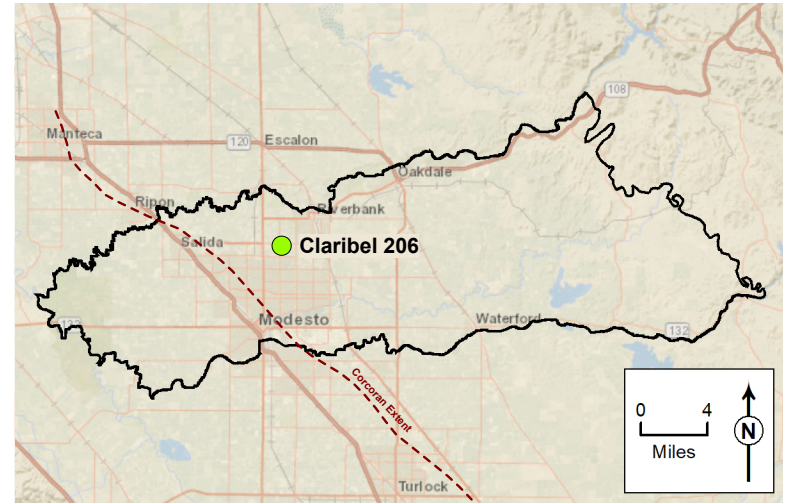 108
Manteca
120
Escalon
Oakdale
Ripon
Riverbank
Salida
Claribel 206
132
Modesto
Waterford
132
Corcoran Extent
0 4
Miles
N
Turlock